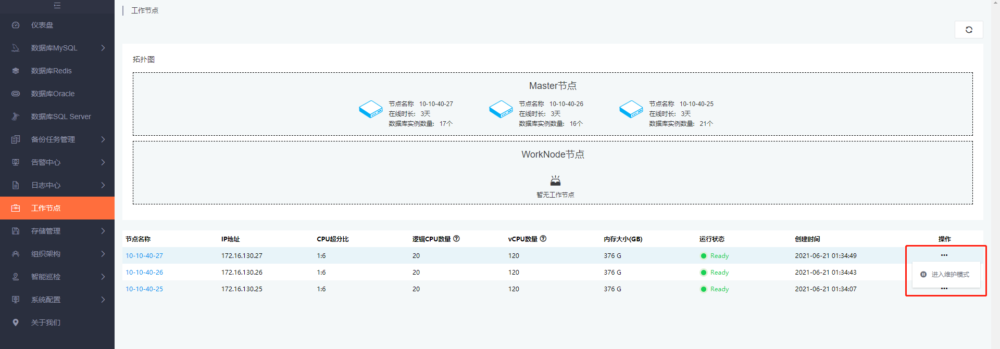 仪表盘
数据库MySQL
数据库Redis
数据库Oracle
数据库SQL Server
备份任务管理
告警中心
日志中心
工作节点
存储管理
组织架构
智能巡检
系统配置
关于我们
工作节点
拓扑图
Master节点
节点名称 10-10-40-27
在线时长: 3天
数据库实例数量: 17个
节点名称 10-10-40-26
在线时长: 3天
数据库实例数量: 16个
节点名称 10-10-40-25
在线时长: 3天
数据库实例数量: 21个
WorkNode节点
暂无工作节点
节点名称 IP地址 CPU超分比 逻辑CPU数量 vCPU数量 内存大小(GB) 运行状态 创建时间 操作
10-10-40-27 172.16.130.27 1:6 20 120 376 G Ready 2021-06-21 01:34:49 •••
10-10-40-26 172.16.130.26 1:6 20 120 376 G Ready 2021-06-21 01:34:43
进入维护模式
10-10-40-25 172.16.130.25 1:6 20 120 376 G Ready 2021-06-21 01:34:07 •••